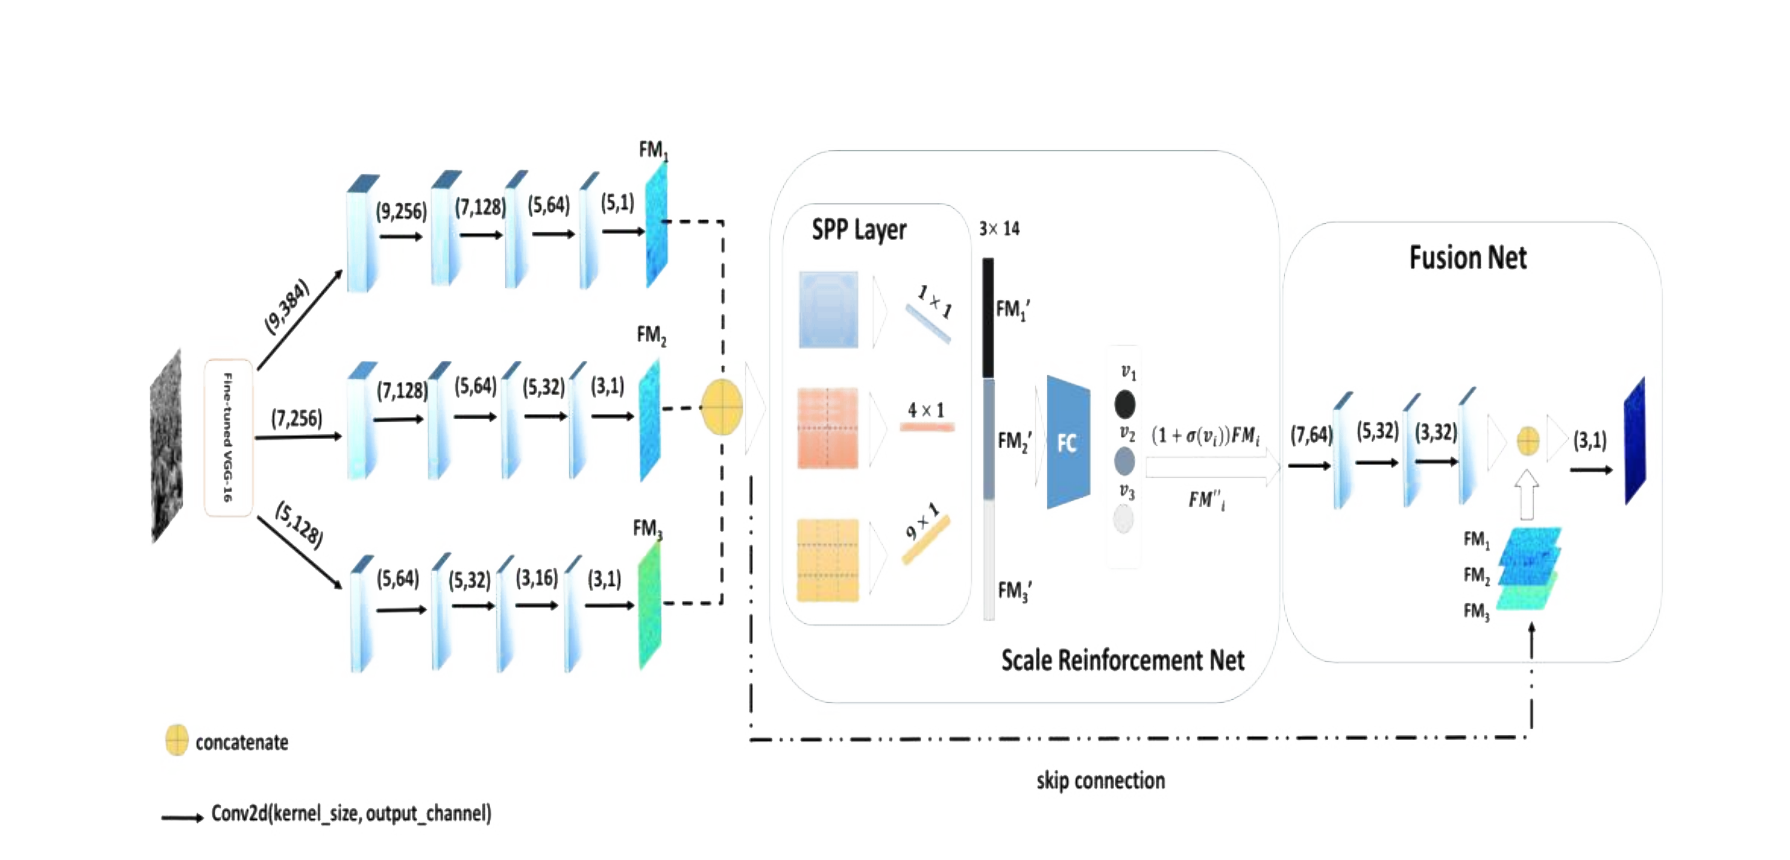 FM₁
(9,256)
(7,128)
(5,64)
(5,1)
(9,384)
Fine-tuned VGG-16
(7,256)
(5,128)
FM₂
(7,128)
(5,64)
(5,32)
(3,1)
FM₃
(5,64)
(5,32)
(3,16)
(3,1)
SPP Layer
1 × 1
4 × 1
9 × 1
3× 14
FM₁′
FM₂′
FM₃′
FC
v₁
v₂
v₃
(1 + σ(vᵢ))FMᵢ
FM″ᵢ
Scale Reinforcement Net
Fusion Net
(7,64)
(5,32)
(3,32)
(3,1)
FM₁
FM₂
FM₃
skip connection
concatenate
Conv2d(kernel_size, output_channel)